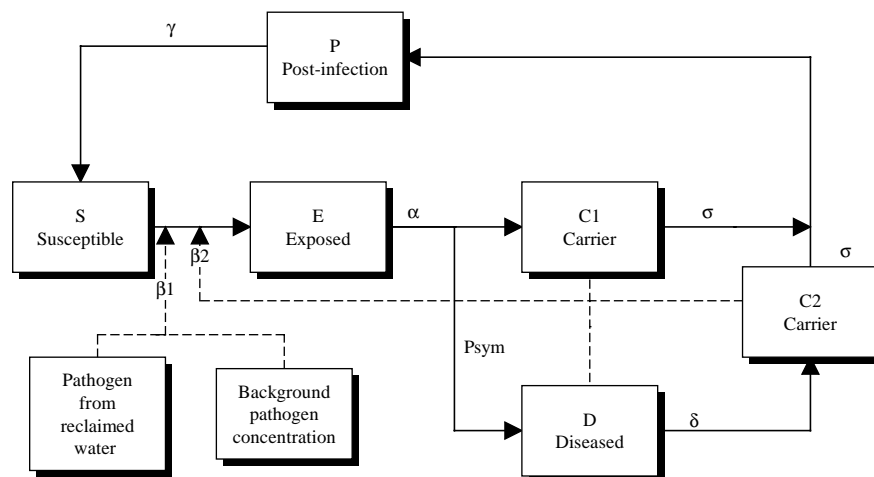 γ
P
Post-infection
S
Susceptible
E
Exposed
α
C1
Carrier
σ
σ
β2
β1
C2
Carrier
Psym
Pathogen
from
reclaimed
water
Background
pathogen
concentration
D
Diseased
δ